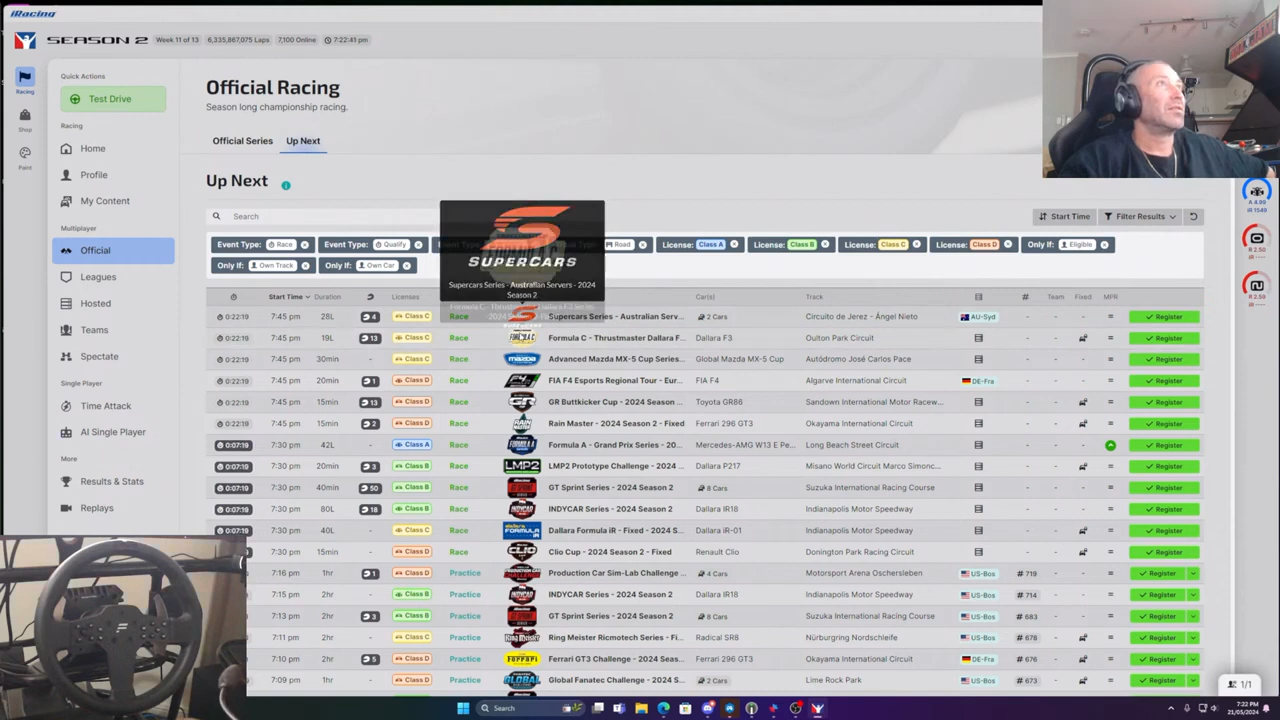 iRacing
SEASON 2 Week 11 of 13 6,335,867,075 Laps 7,100 Online 7:22:41 pm
Racing
Shop
Paint
Quick Actions
Test Drive
Racing
Home
Profile
My Content
Multiplayer
Official
Leagues
Hosted
Teams
Spectate
Single Player
Time Attack
AI Single Player
More
Results & Stats
Replays
Official Racing
Season long championship racing.
Official Series Up Next
Up Next
Search
Start Time Filter Results
Event Type: Race Event Type: Qualify Road License: Class A License: Class B License: Class C License: Class D Only If: Eligible
Only If: Own Track Only If: Own Car
SUPERCARS
Supercars Series - Australian Servers - 2024
Season 2
Start Time Duration Licenses Car(s) Track # Team Fixed MPR
0:22:19 7:45 pm 28L 4 Class C Race Supercars Series - Australian Serv... 2 Cars Circuito de Jerez - Ángel Nieto AU-Syd - - = Register
0:22:19 7:45 pm 19L 13 Class C Race Formula C - Thrustmaster Dallara F... Dallara F3 Oulton Park Circuit - = Register
0:22:19 7:45 pm 30min - Class C Race Advanced Mazda MX-5 Cup Series... Global Mazda MX-5 Cup Autódromo José Carlos Pace - - = Register
0:22:19 7:45 pm 20min 1 Class D Race FIA F4 Esports Regional Tour - Eur... FIA F4 Algarve International Circuit DE-Fra - = Register
0:22:19 7:45 pm 15min 13 Class D Race GR Buttkicker Cup - 2024 Season ... Toyota GR86 Sandown International Motor Racew... - = Register
0:22:19 7:45 pm 15min 2 Class D Race Rain Master - 2024 Season 2 - Fixed Ferrari 296 GT3 Okayama International Circuit - = Register
0:07:19 7:30 pm 42L - Class A Race Formula A - Grand Prix Series - 20... Mercedes-AMG W13 E Pe... Long Beach Street Circuit - - Register
0:07:19 7:30 pm 20min 3 Class B Race LMP2 Prototype Challenge - 2024 ... Dallara P217 Misano World Circuit Marco Simonc... - = Register
0:07:19 7:30 pm 40min 50 Class B Race GT Sprint Series - 2024 Season 2 8 Cars Suzuka International Racing Course - - = Register
0:07:19 7:30 pm 80L 18 Class B Race INDYCAR Series - 2024 Season 2 Dallara IR18 Indianapolis Motor Speedway - - = Register
0:07:19 7:30 pm 40L - Class C Race Dallara Formula iR - Fixed - 2024 ... Dallara iR-01 Indianapolis Motor Speedway - = Register
0:07:19 7:30 pm 15min - Class D Race Clio Cup - 2024 Season 2 - Fixed Renault Clio Donington Park Racing Circuit - = Register
7:16 pm 1hr 1 Class D Practice Production Car Sim-Lab Challenge ... 4 Cars Motorsport Arena Oschersleben US-Bos # 719 - = Register
7:15 pm 2hr - Class B Practice INDYCAR Series - 2024 Season 2 Dallara IR18 Indianapolis Motor Speedway US-Bos # 714 - - = Register
7:13 pm 2hr 3 Class B Practice GT Sprint Series - 2024 Season 2 8 Cars Suzuka International Racing Course US-Bos # 683 - - = Register
7:11 pm 2hr - Class C Practice Ring Meister Ricmotech Series - Fi... Radical SR8 Nürburgring Nordschleife US-Bos # 678 - = Register
7:10 pm 2hr 5 Class D Practice Ferrari GT3 Challenge - 2024 Seas... Ferrari 296 GT3 Okayama International Circuit DE-Fra # 676 - = Register
7:09 pm 1hr - Class D Practice Global Fanatec Challenge - 2024 S... 2 Cars Lime Rock Park US-Bos # 673 - = Register
A 4.99
iR 1549
R 2.50
R 2.59
1/1
Search
7:22 PM
21/05/2024